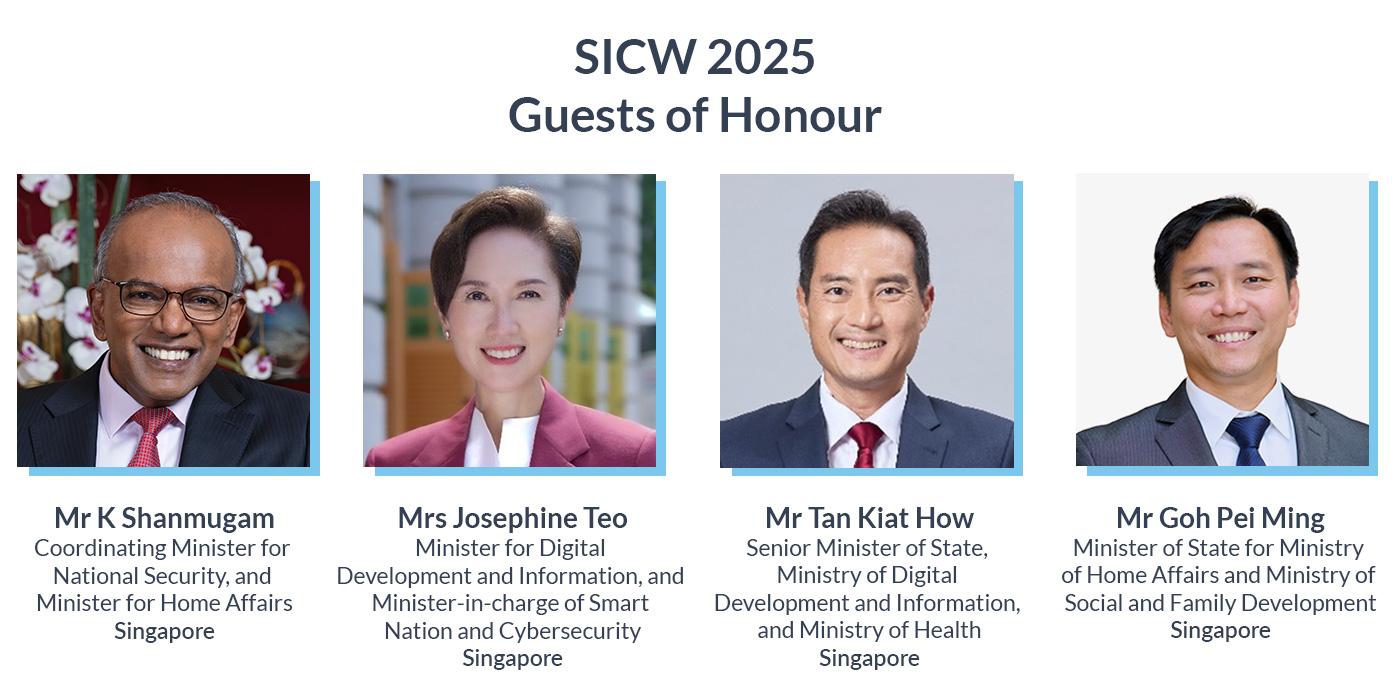 SICW 2025
Guests of Honour
Mr K Shanmugam
Coordinating Minister for
National Security, and
Minister for Home Affairs
Singapore
Mrs Josephine Teo
Minister for Digital
Development and Information, and
Minister-in-charge of Smart
Nation and Cybersecurity
Singapore
Mr Tan Kiat How
Senior Minister of State,
Ministry of Digital
Development and Information,
and Ministry of Health
Singapore
Mr Goh Pei Ming
Minister of State for Ministry
of Home Affairs and Ministry of
Social and Family Development
Singapore